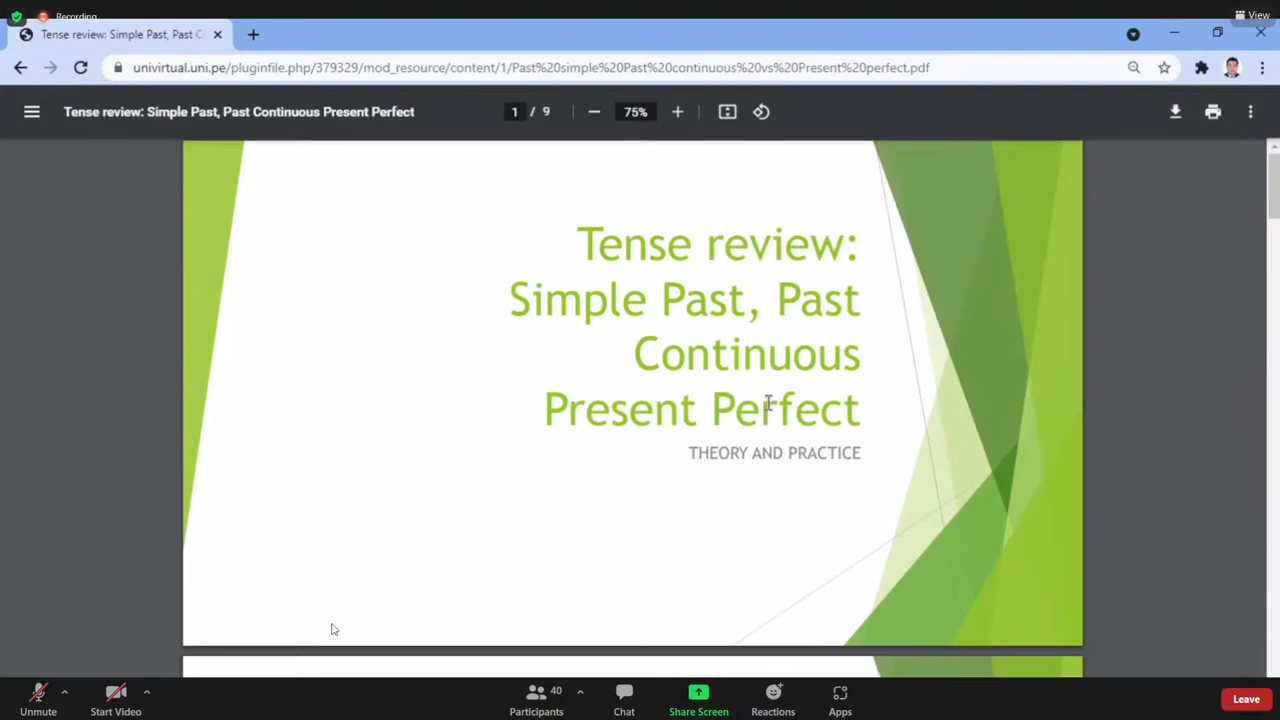 Recording
View
Tense review: Simple Past, Past C
univirtual.uni.pe/pluginfile.php/379329/mod_resource/content/1/Past%20simple%20Past%20continuous%20vs%20Present%20perfect.pdf
Tense review: Simple Past, Past Continuous Present Perfect
1 / 9
75%
Tense review:
Simple Past, Past
Continuous
Present Perfect
THEORY AND PRACTICE
Unmute
Start Video
40
Participants
Chat
Share Screen
Reactions
Apps
Leave